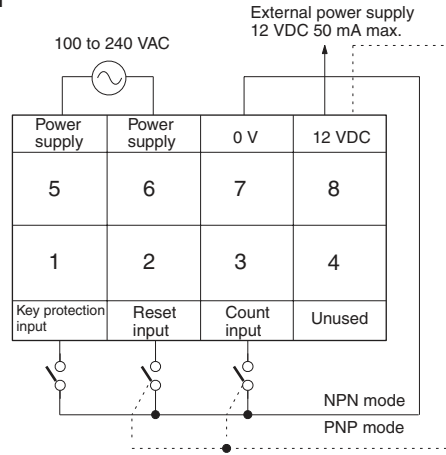 External power supply
12 VDC 50 mA max.
100 to 240 VAC
Power supply
Power supply
0 V
12 VDC
5
6
7
8
1
2
3
4
Key protection input
Reset input
Count input
Unused
NPN mode
PNP mode